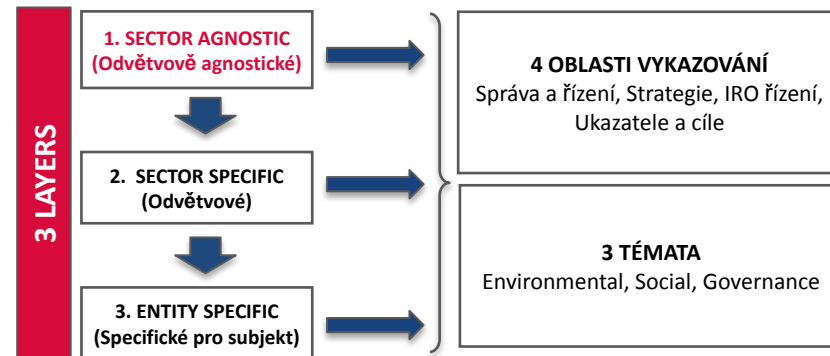 3 LAYERS
1. SECTOR AGNOSTIC
(Odvětvově agnostické)
2. SECTOR SPECIFIC
(Odvětvové)
3. ENTITY SPECIFIC
(Specifické pro subjekt)
4 OBLASTI VYKAZOVÁNÍ
Správa a řízení, Strategie, IRO řízení,
Ukazatele a cíle
3 TÉMATA
Environmental, Social, Governance